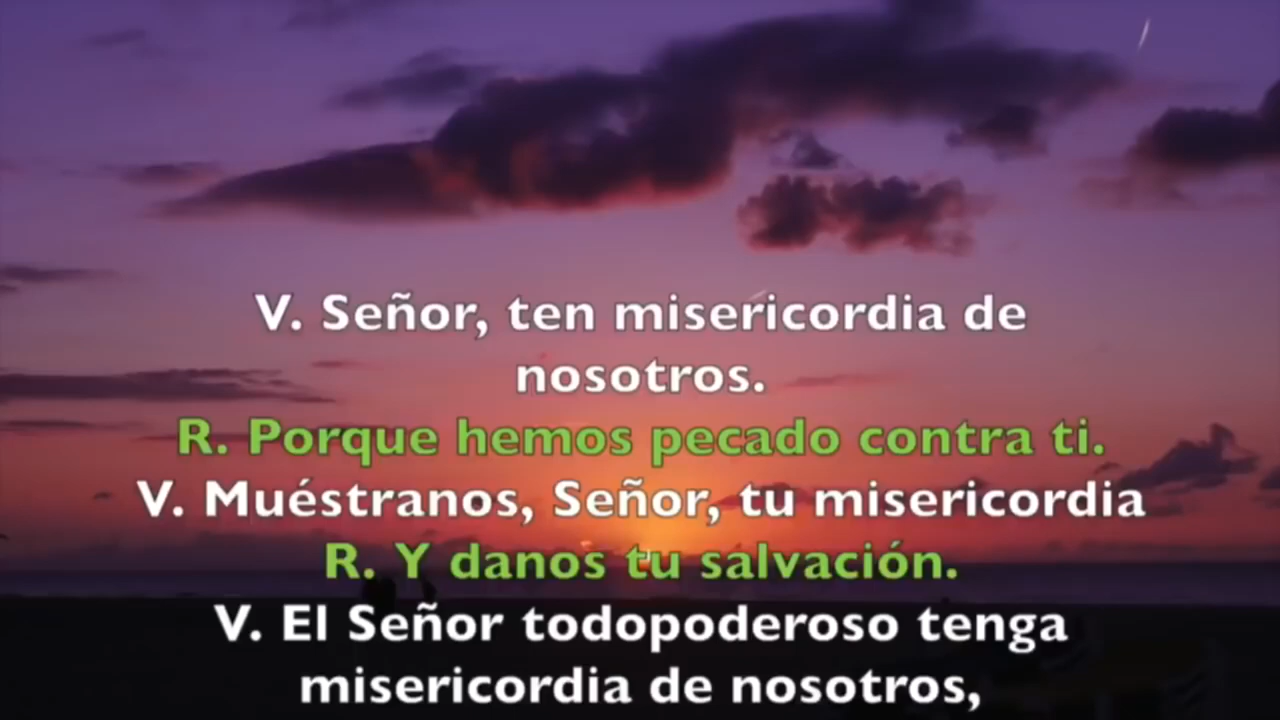 V. Señor, ten misericordia de
nosotros.
R. Porque hemos pecado contra ti.
V. Muéstranos, Señor, tu misericordia
R. Y danos tu salvación.
V. El Señor todopoderoso tenga
misericordia de nosotros,